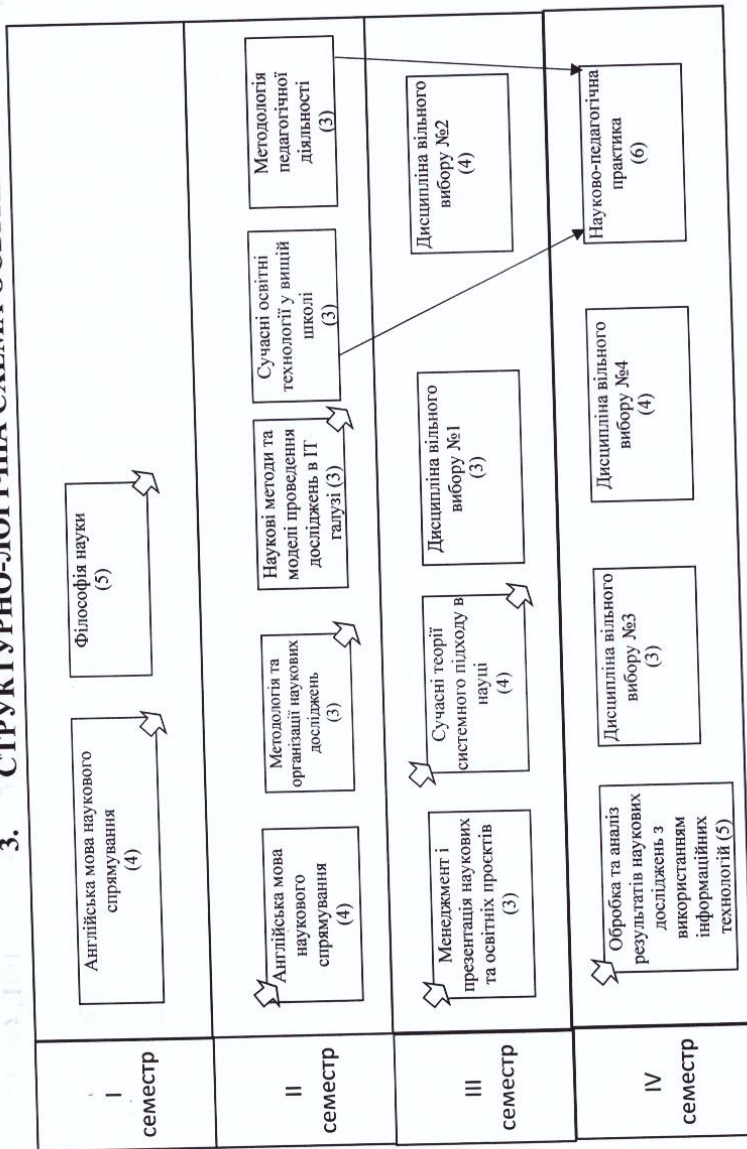 3. СТРУКТУРНО-ЛОГІЧНА СХЕМА
І
семестр
Англійська мова наукового
спрямування
(4)
Філософія науки
(5)
ІІ
семестр
Англійська мова
наукового
спрямування
(4)
Методологія та
організації наукових
досліджень
(3)
Наукові методи та
моделі проведення
досліджень в ІТ
галузі (3)
Сучасні освітні
технології у вищій
школі
(3)
Методологія
педагогічної
діяльності
(3)
ІІІ
семестр
Менеджмент і
презентація наукових
та освітніх проєктів
(3)
Сучасні теорії
системного підходу в
науці
(4)
Дисципліна вільного
вибору №1
(3)
Дисципліна вільного
вибору №2
(4)
IV
семестр
Обробка та аналіз
результатів наукових
досліджень з
використанням
інформаційних
технологій (5)
Дисципліна вільного
вибору №3
(3)
Дисципліна вільного
вибору №4
(4)
Науково-педагогічна
практика
(6)